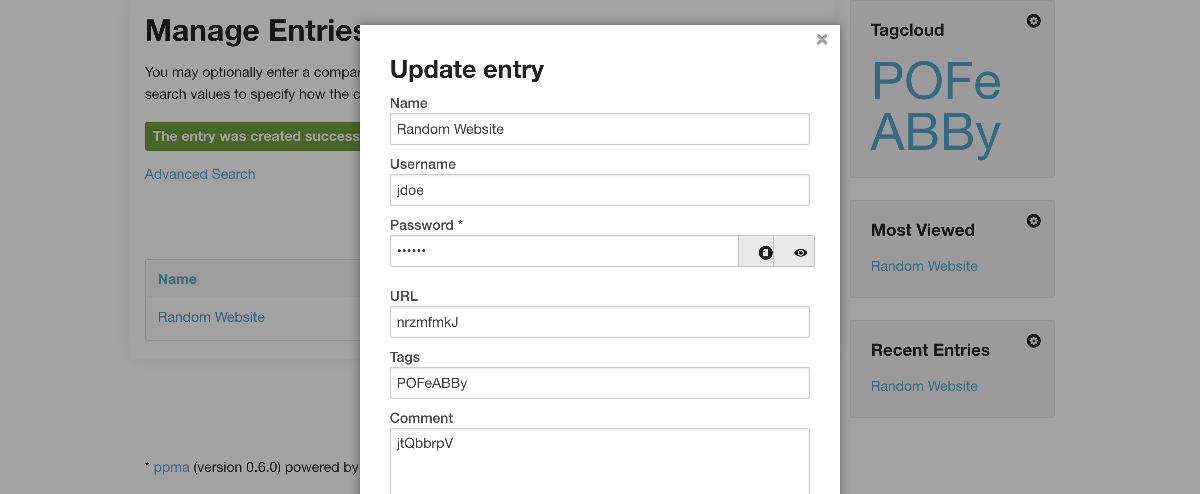 Manage Entries
You may optionally enter a compar
search values to specify how the c
The entry was created success
Advanced Search
Name
Random Website
* ppma (version 0.6.0) powered by
×
Update entry
Name
Random Website
Username
jdoe
Password *
••••••
URL
nrzmfmkJ
Tags
POFeABBy
Comment
jtQbbrpV
Tagcloud
POFe
ABBy
Most Viewed
Random Website
Recent Entries
Random Website